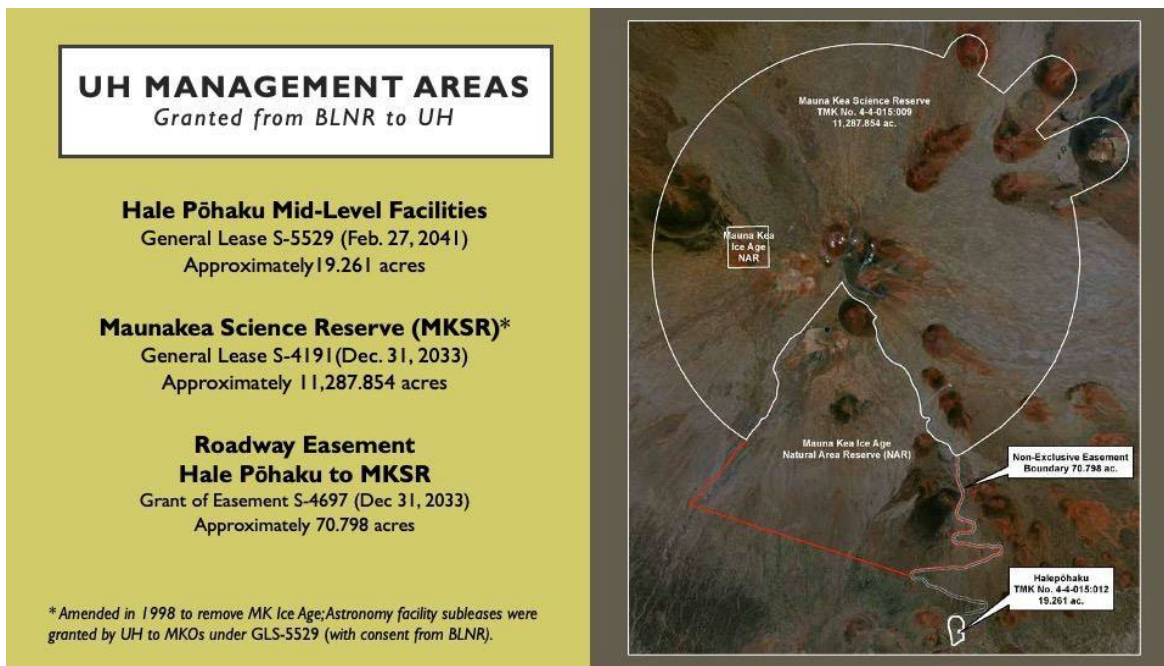 UH MANAGEMENT AREAS
Granted from BLNR to UH
Hale Pōhaku Mid-Level Facilities
General Lease S-5529 (Feb. 27, 2041)
Approximately19.261 acres
Maunakea Science Reserve (MKSR)*
General Lease S-4191(Dec. 31, 2033)
Approximately 11,287.854 acres
Roadway Easement
Hale Pōhaku to MKSR
Grant of Easement S-4697 (Dec 31, 2033)
Approximately 70.798 acres
* Amended in 1998 to remove MK Ice Age; Astronomy facility subleases were
granted by UH to MKOs under GLS-5529 (with consent from BLNR).
Mauna Kea Science Reserve
TMK No. 4-4-015:009
11,287.854 ac.
Mauna Kea
Ice Age
NAR
Mauna Kea Ice Age
Natural Area Reserve (NAR)
Non-Exclusive Easement
Boundary 70.798 ac.
Halepōhaku
TMK No. 4-4-015:012
19.261 ac.